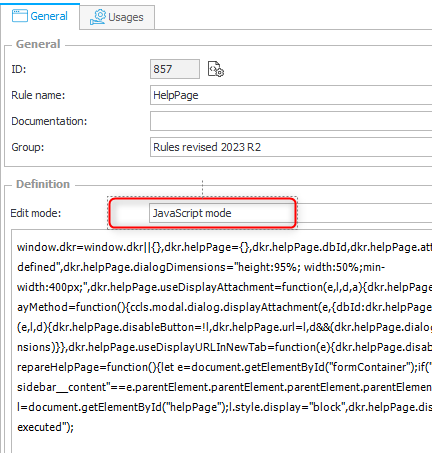 General Usages
General
ID: 857
Rule name: HelpPage
Documentation:
Group: Rules revised 2023 R2
Definition
Edit mode: JavaScript mode
window.dkr=window.dkr||{},dkr.helpPage={},dkr.helpPage.dbId,dkr.helpPage.att
defined",dkr.helpPage.dialogDimensions="height:95%; width:50%;min-
width:400px;",dkr.helpPage.useDisplayAttachment=function(e,l,d,a){dkr.helpPag
ayMethod=function(){ccls.modal.dialog.displayAttachment(e,{dbId:dkr.helpPage
(e,l,d){dkr.helpPage.disableButton=!l,dkr.helpPage.url=l,d&&(dkr.helpPage.dialog
nsions)}},dkr.helpPage.useDisplayURLInNewTab=function(e){dkr.helpPage.disab
repareHelpPage=function(){let e=document.getElementById("formContainer");if("
sidebar__content"==e.parentElement.parentElement.parentElement.parentElemen
l=document.getElementById("helpPage");l.style.display="block",dkr.helpPage.dis
executed");